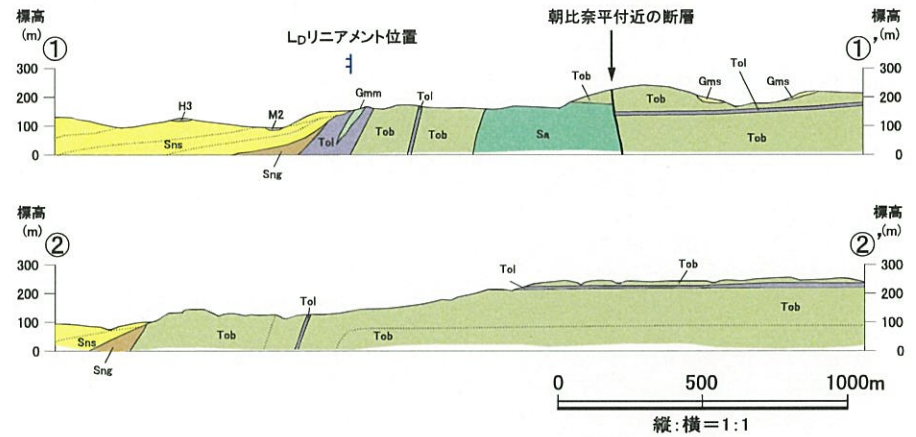 標高
(m)
①
300
200
100
0
H3
M2
Sns
Sng
LDリニアメント位置
Gmm
Tol
Tob
Tol
Tob
Sa
朝比奈平付近の断層
Tob
Tob
Gms
Tol
Gms
Tob
標高
(m)
①'
300
200
100
0
標高
(m)
②
300
200
100
0
Sns
Sng
Tob
Tol
Tob
Tol
Tob
Tob
標高
(m)
②'
300
200
100
0
0 500 1000m
縦:横=1:1